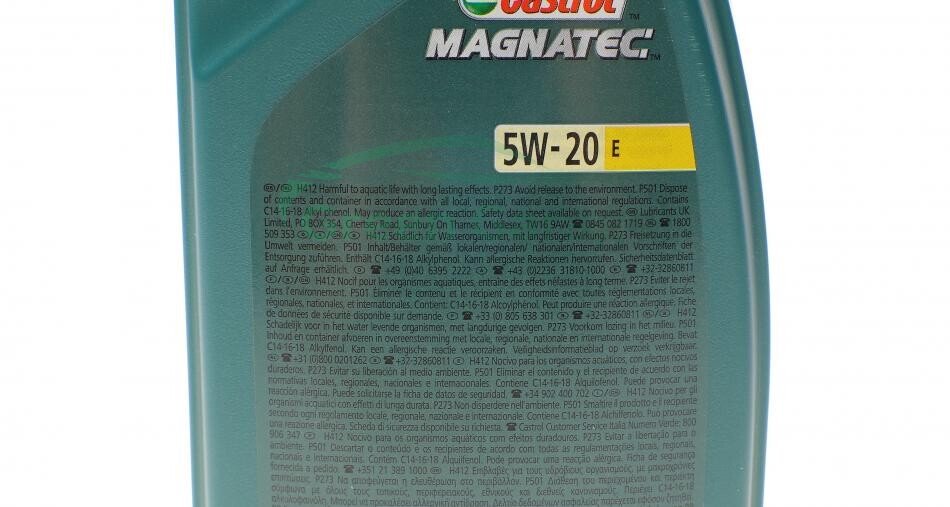 Castrol
TM
MAGNATEC
TM
5W-20 E
H412 Harmful to aquatic life with long lasting effects. P273 Avoid release to the environment. P501 Dispose
of contents and container in accordance with all local, regional, national and international regulations. Contains
C14-16-18 Alkyl phenol. May produce an allergic reaction. Safety data sheet available on request. Lubricants UK
Limited, PO BOX 354, Chertsey Road, Sunbury On Thames, Middlesex, TW16 9AW ☎ 0845 082 1719 ☎ 1800
509 353 H412 Schädlich für Wasserorganismen, mit langfristiger Wirkung. P273 Freisetzung in die
Umwelt vermeiden. P501 Inhalt/Behälter gemäß lokalen/regionalen/ nationalen/internationalen Vorschriften der
Entsorgung zuführen. Enthält C14-16-18 Alkylphenol. Kann allergische Reaktionen hervorrufen. Sicherheitsdatenblatt
auf Anfrage erhältlich. ☎ +49 (0)40 6395 2222 ☎ +43 (0)2236 31810-1000 ☎ +32-32860811
H412 Nocif pour les organismes aquatiques, entraîne des effets néfastes à long terme. P273 Éviter le rejet
dans l'environnement. P501 Éliminer le contenu et le récipient en conformité avec toutes réglementations locales,
régionales, nationales, et internationales. Content: C14-16-18 Alcoylphénol. Peut produire une réaction allergique. Fiche
de données de sécurité disponible sur demande. ☎ +33 (0) 805 638 301 ☎ +32-32860811 H412
Schadelijk voor in het water levende organismen, met langdurige gevolgen. P273 Voorkom lozing in het milieu. P501
Inhoud en container afvoeren in overeenstemming met locale, regionale, nationale en internationale regelgeving. Bevat
C14-16-18 Alkylfenol. Kan een allergische reactie veroorzaken. Veiligheidsinformatieblad op verzoek verkrijgbaar.
☎ +31 (0)800 0201262 ☎ +32-32860811 H412 Nocivo para los organismos acuáticos, con efectos nocivos
duraderos. P273 Evitar su liberación al medio ambiente. P501 Eliminar el contenido y el recipiente de acuerdo con las
normativas locales, regionales, nacionales e internacionales. Contiene C14-16-18 Alquilofenol. Puede provocar una
reacción alérgica. Puede solicitarse la ficha de datos de seguridad. ☎ +34 902 400 702 H412 Nocivo per gli
organismi acquatici con effetti di lunga durata. P273 Non disperdere nell'ambiente. P501 Smaltire il prodotto e il recipiente
secondo ogni regolamento locale, regionale, nazionale e internazionale. Contiene C14-16-18 Alchilfenolo. Può provocare
una reazione allergica. Scheda di sicurezza disponibile su richiesta. ☎ Castrol Customer Service.Italia Numero Verde: 800
906 347 H412 Nocivo para os organismos aquáticos com efeitos duradouros. P273 Evitar a libertação para o
ambiente. P501 Descartar o conteúdo e os recipientes de acordo com todas as regulamentações locais, regionais,
nacionais e Internacionais. Contém C14-16-18 Alquilfenol. Pode provocar uma reacção alérgica. Ficha de segurança
fornecida a pedido. ☎ +351 21 389 1000 H412 Επιβλαβές για τους υδρόβιους οργανισμούς, με μακροχρόνιες
επιπτώσεις. P273 Να αποφεύγεται η ελευθέρωση στο περιβάλλον. P501 Διάθεση του περιεχομένου και περιέκτη
σύμφωνα με όλους τους τοπικούς, περιφερειακούς, εθνικούς και διεθνείς κανονισμούς. Περιέχει C14-16-18
αλκυλοφαινόλη. Μπορεί να προκαλέσει αλλεργική αντίδραση. Δελτίο δεδομένων ασφαλείας παρέχεται εφόσον ζητηθεί.